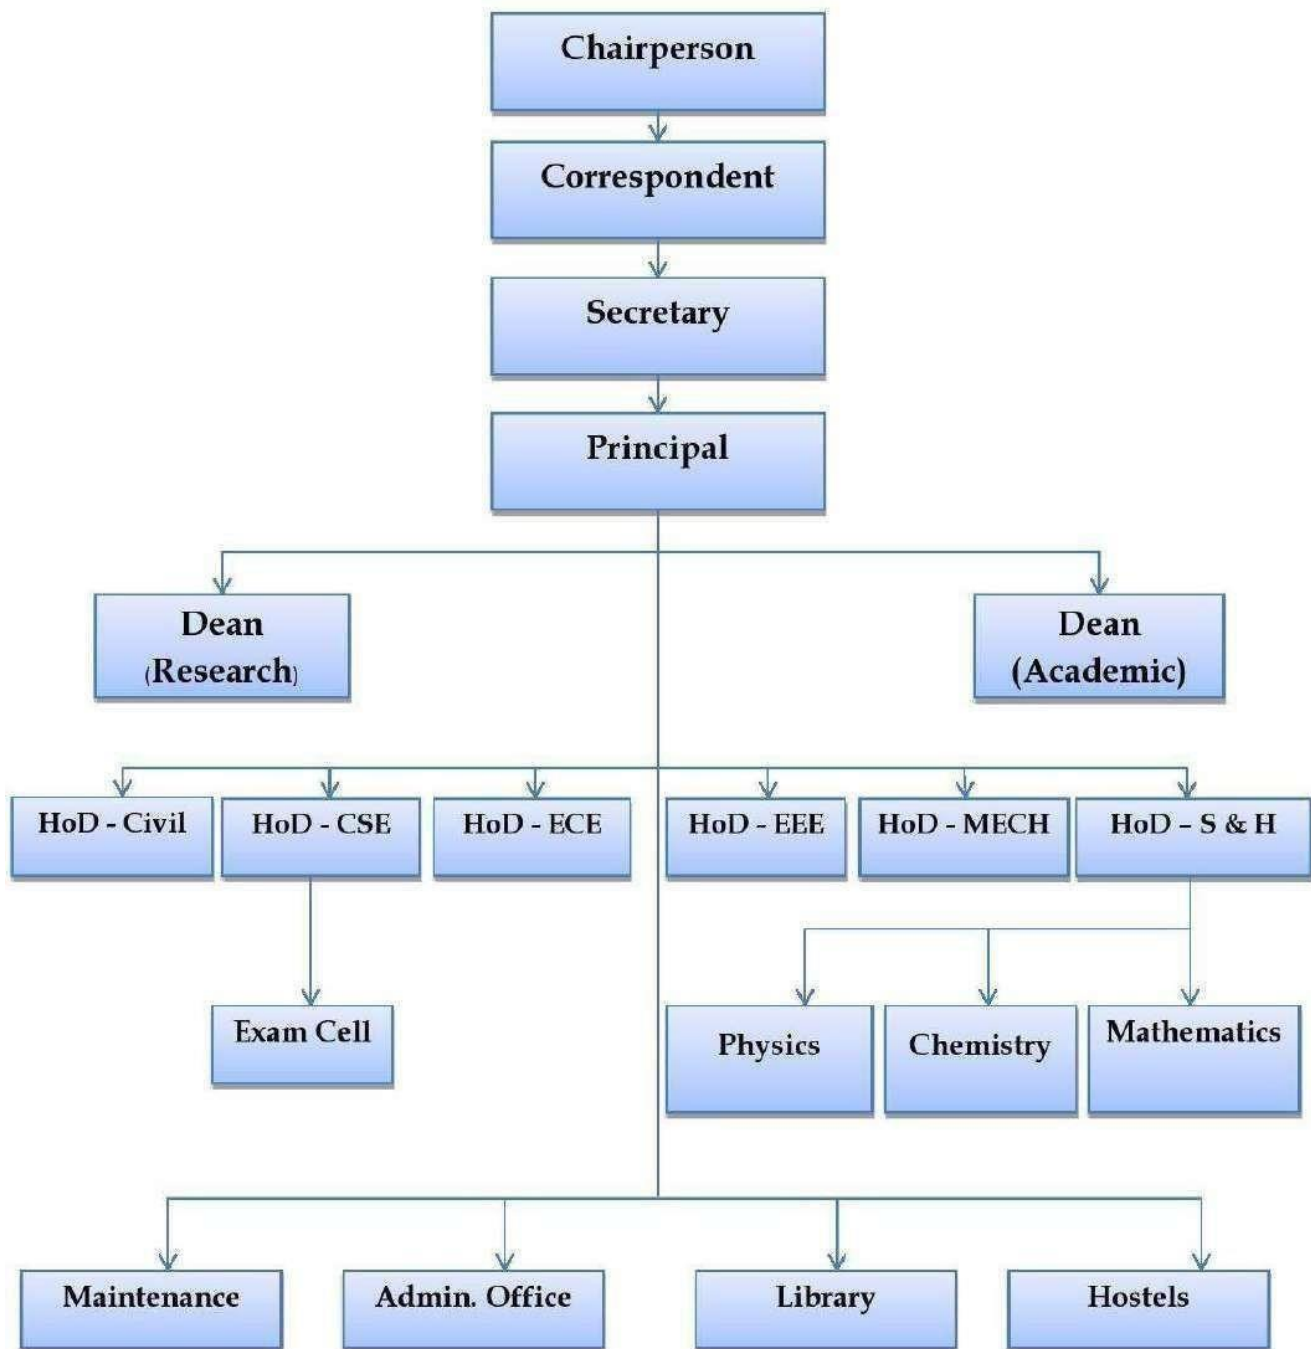 Chairperson
Correspondent
Secretary
Principal
Dean
(Research)
Dean
(Academic)
HoD - Civil
HoD - CSE
HoD - ECE
HoD - EEE
HoD - MECH
HoD – S & H
Exam Cell
Physics
Chemistry
Mathematics
Maintenance
Admin. Office
Library
Hostels